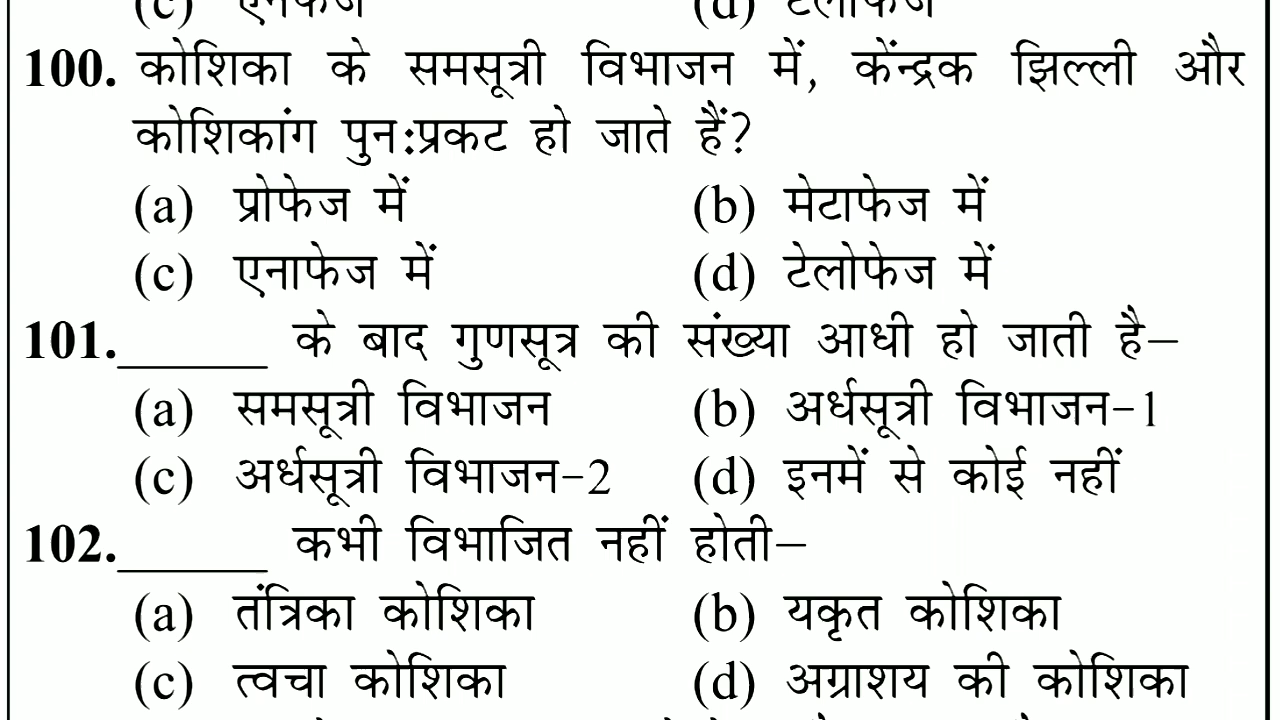 (c) एनफेज (d) टेलोफेज
100. कोशिका के समसूत्री विभाजन में, केंन्द्रक झिल्ली और
कोशिकांग पुनःप्रकट हो जाते हैं?
(a) प्रोफेज में (b) मेटाफेज में
(c) एनाफेज में (d) टेलोफेज में
101.______ के बाद गुणसूत्र की संख्या आधी हो जाती है–
(a) समसूत्री विभाजन (b) अर्धसूत्री विभाजन-1
(c) अर्धसूत्री विभाजन-2 (d) इनमें से कोई नहीं
102.______ कभी विभाजित नहीं होती–
(a) तंत्रिका कोशिका (b) यकृत कोशिका
(c) त्वचा कोशिका (d) अग्राशय की कोशिका